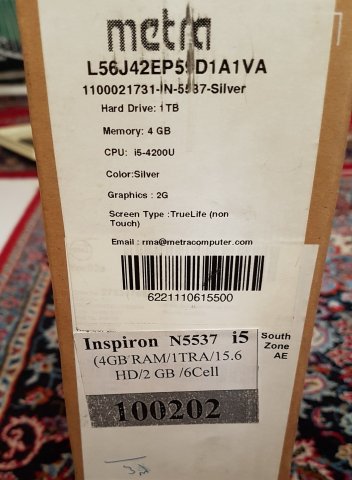 metra
L56J42EP55D1A1VA
1100021731-IN-5537-Silver
Hard Drive: 1TB
Memory: 4 GB
CPU: i5-4200U
Color:Silver
Graphics : 2G
Screen Type :TrueLife (non
Touch)
Email : rma@metracomputer.com
6221110615500
Inspiron N5537 i5
(4GB RAM/1TRA/15.6
HD/2 GB /6Cell
100202
South
Zone
AE